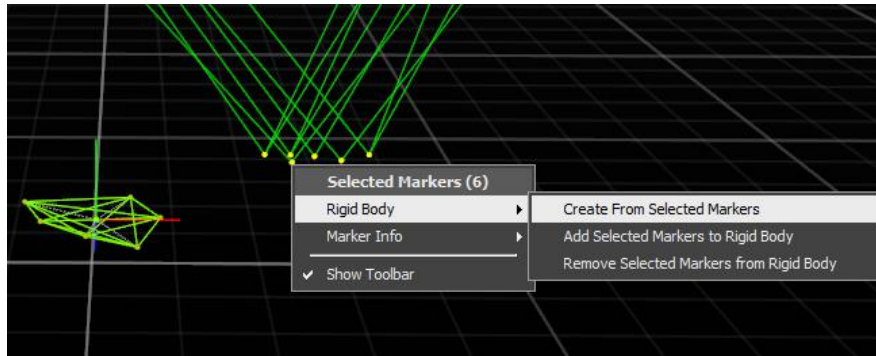 Selected Markers (6)
Rigid Body
Create From Selected Markers
Marker Info
Add Selected Markers to Rigid Body
Remove Selected Markers from Rigid Body
Show Toolbar